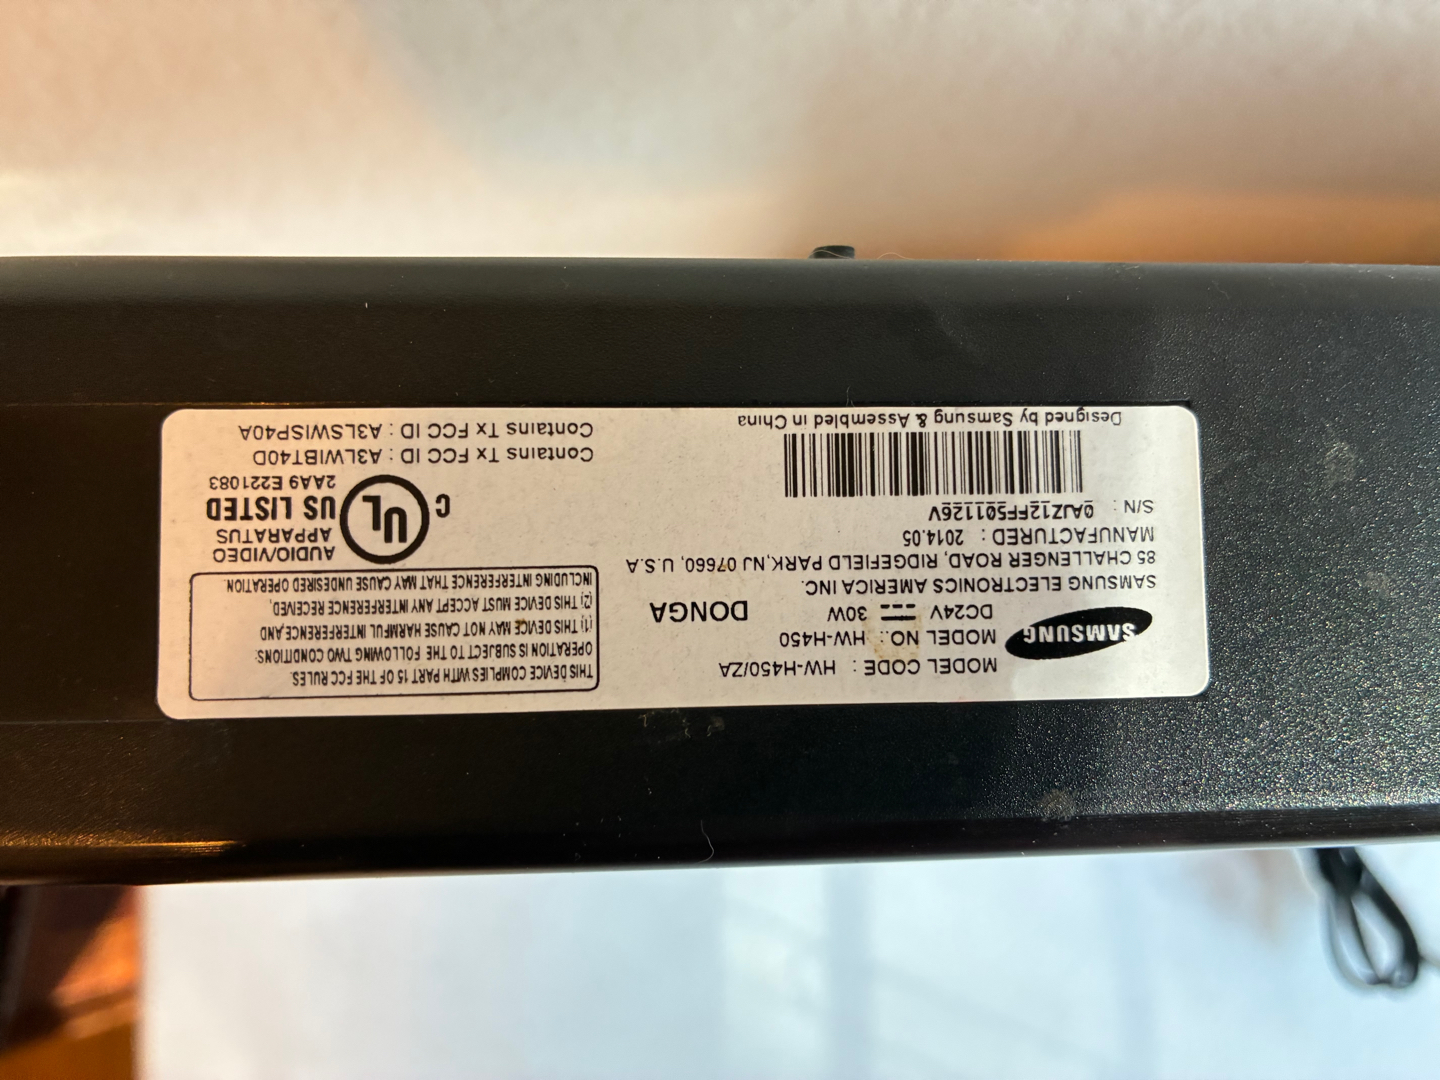 SAMSUNG
MODEL CODE : HW-H450/ZA
MODEL NO.: HW-H450
DC24V 30W
DONGA
SAMSUNG ELECTRONICS AMERICA INC.
85 CHALLENGER ROAD, RIDGEFIELD PARK,NJ 07660, U.S.A
MANUFACTURED : 2014.05
S/N : 0AJZ12FF501126V
Designed by Samsung & Assembled in China
THIS DEVICE COMPLIES WITH PART 15 OF THE FCC RULES.
OPERATION IS SUBJECT TO THE FOLLOWING TWO CONDITIONS:
(1) THIS DEVICE MAY NOT CAUSE HARMFUL INTERFERENCE,AND
(2) THIS DEVICE MUST ACCEPT ANY INTERFERENCE RECEIVED,
INCLUDING INTERFERENCE THAT MAY CAUSE UNDESIRED OPERATION.
C UL US LISTED
AUDIO/VIDEO
APPARATUS
2AA9 E221083
Contains Tx FCC ID : A3LWIBT40D
Contains Tx FCC ID : A3LSWISP40A